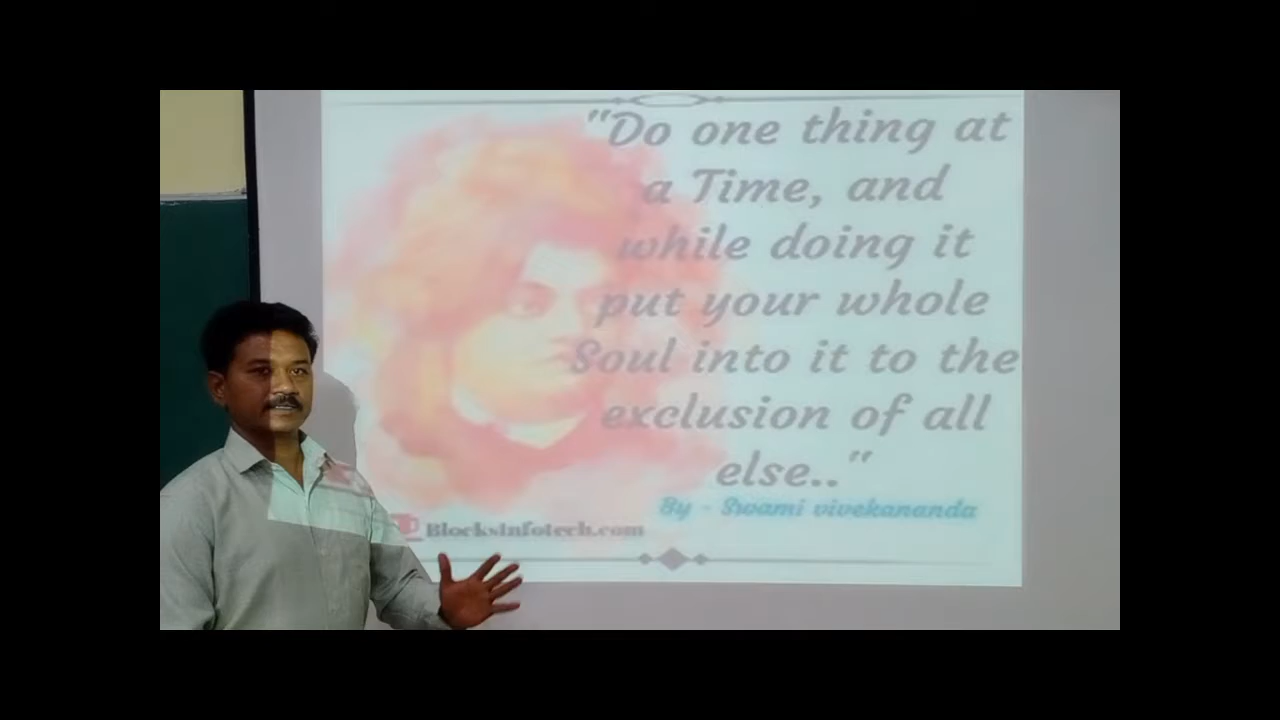 "Do one thing at
a Time, and
while doing it
put your whole
Soul into it to the
exclusion of all
else.."
By - Swami vivekananda
BlocksInfotech.com